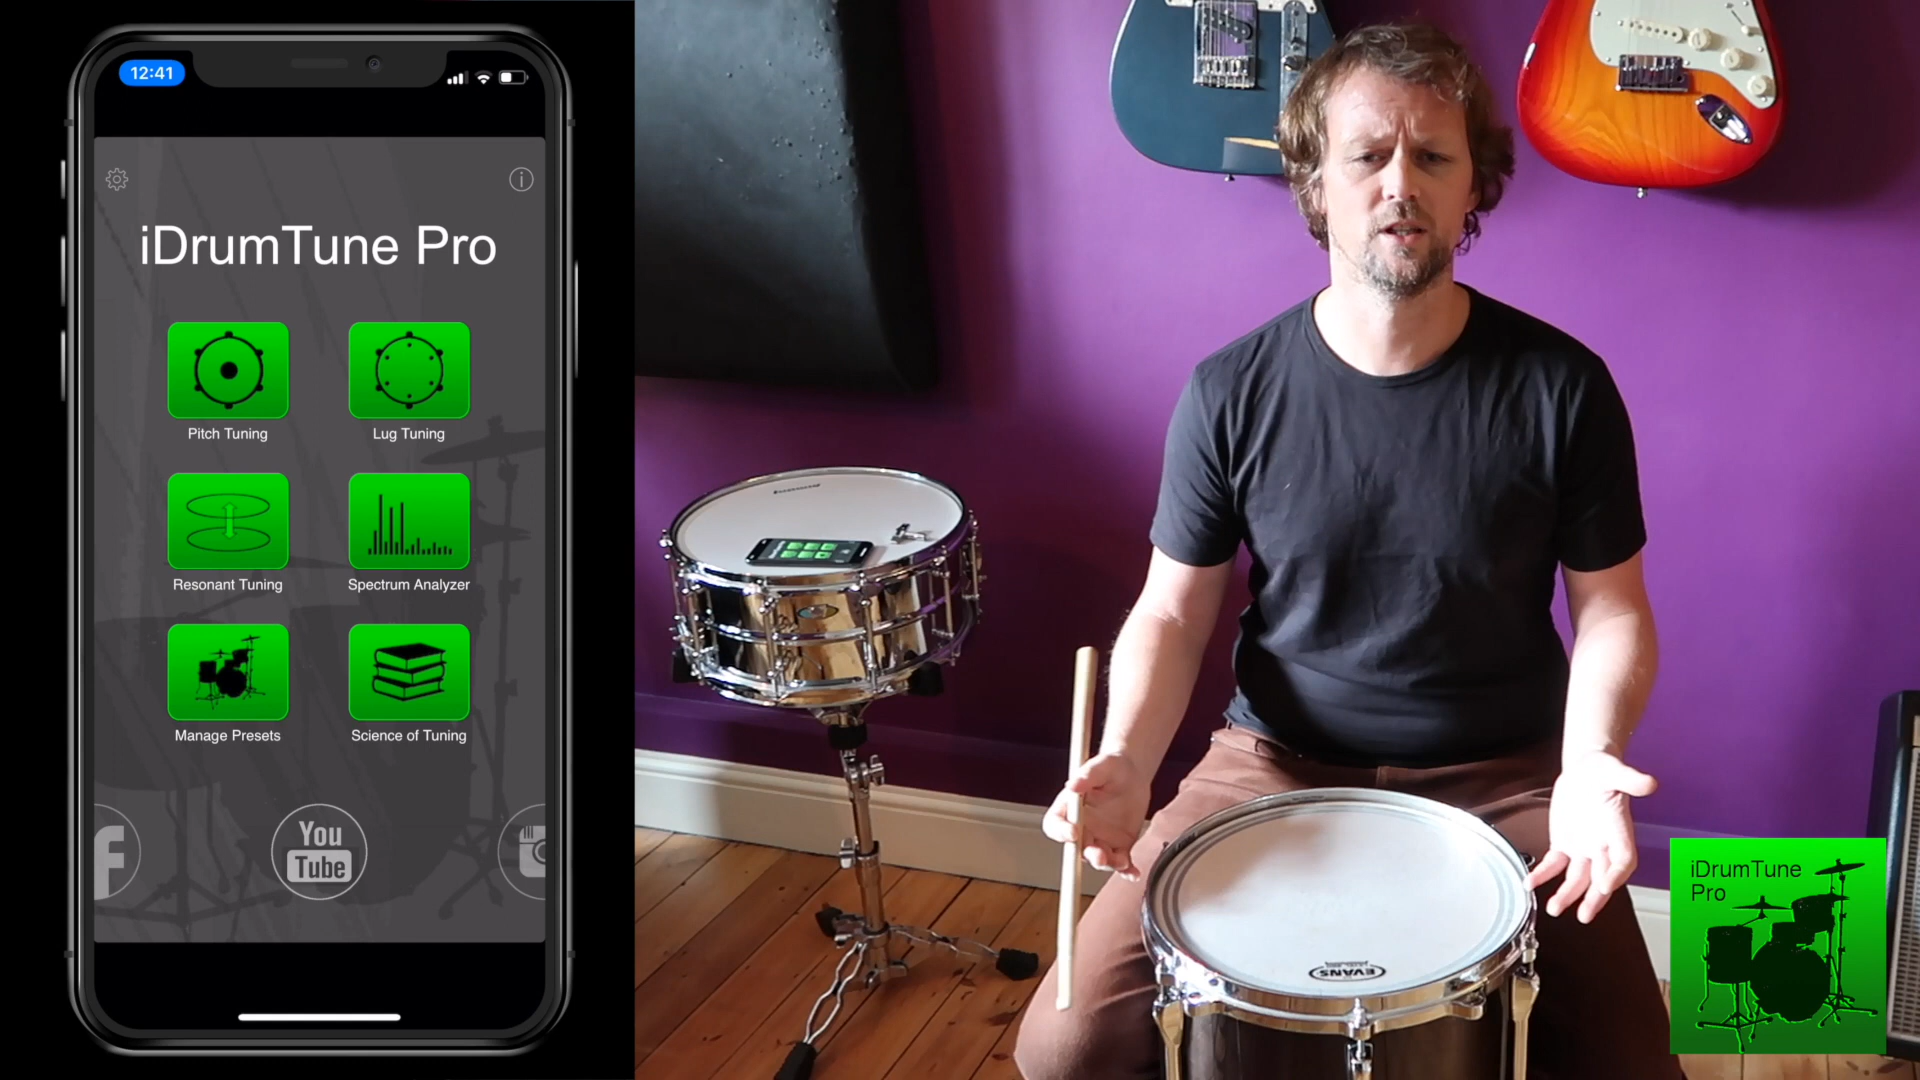 12:41
iDrumTune Pro
Pitch Tuning
Lug Tuning
Resonant Tuning
Spectrum Analyzer
Manage Presets
Science of Tuning
f
You
Tube
EVANS
iDrumTune
Pro